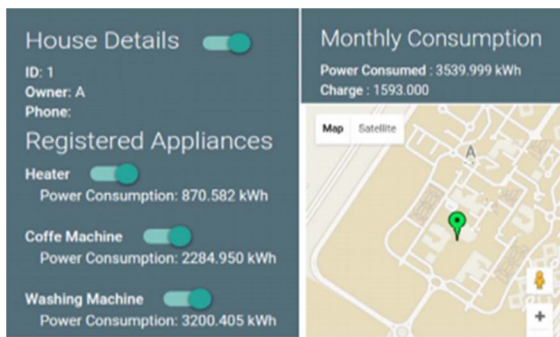 House Details
ID: 1
Owner: A
Phone:
Registered Appliances
Heater
Power Consumption: 870.582 kWh
Coffe Machine
Power Consumption: 2284.950 kWh
Washing Machine
Power Consumption: 3200.405 kWh
Monthly Consumption
Power Consumed : 3539.999 kWh
Charge : 1593.000
Map Satellite
A
+